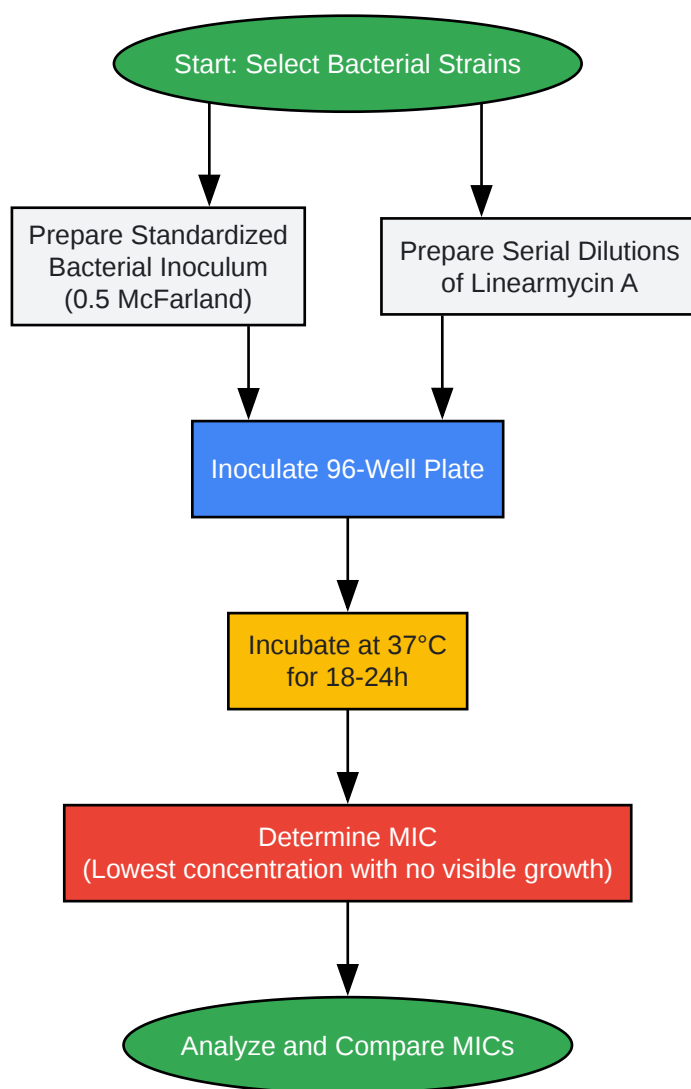 Start: Select Bacterial Strains
Prepare Standardized
Bacterial Inoculum
(0.5 McFarland)
Prepare Serial Dilutions
of Linearmycin A
Inoculate 96-Well Plate
Incubate at 37°C
for 18-24h
Determine MIC
(Lowest concentration with no visible growth)
Analyze and Compare MICs